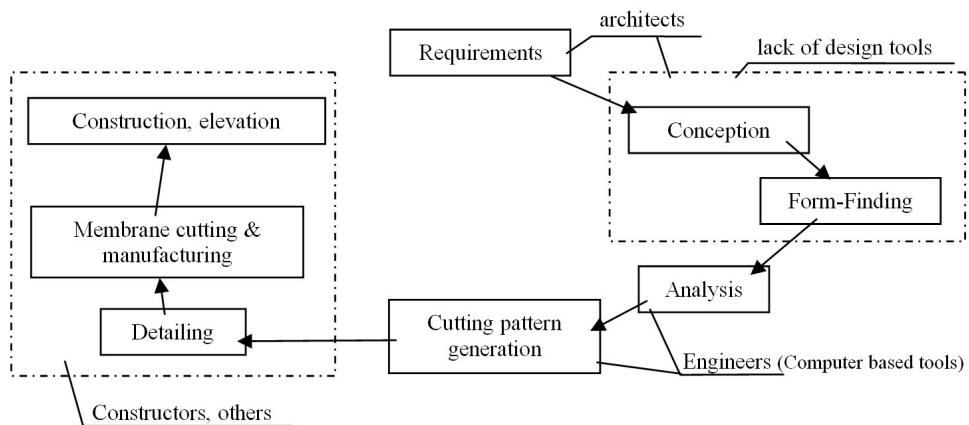 architects
Requirements
lack of design tools
Construction, elevation
Conception
Form-Finding
Membrane cutting &
manufacturing
Analysis
Detailing
Cutting pattern
generation
Engineers (Computer based tools)
Constructors, others